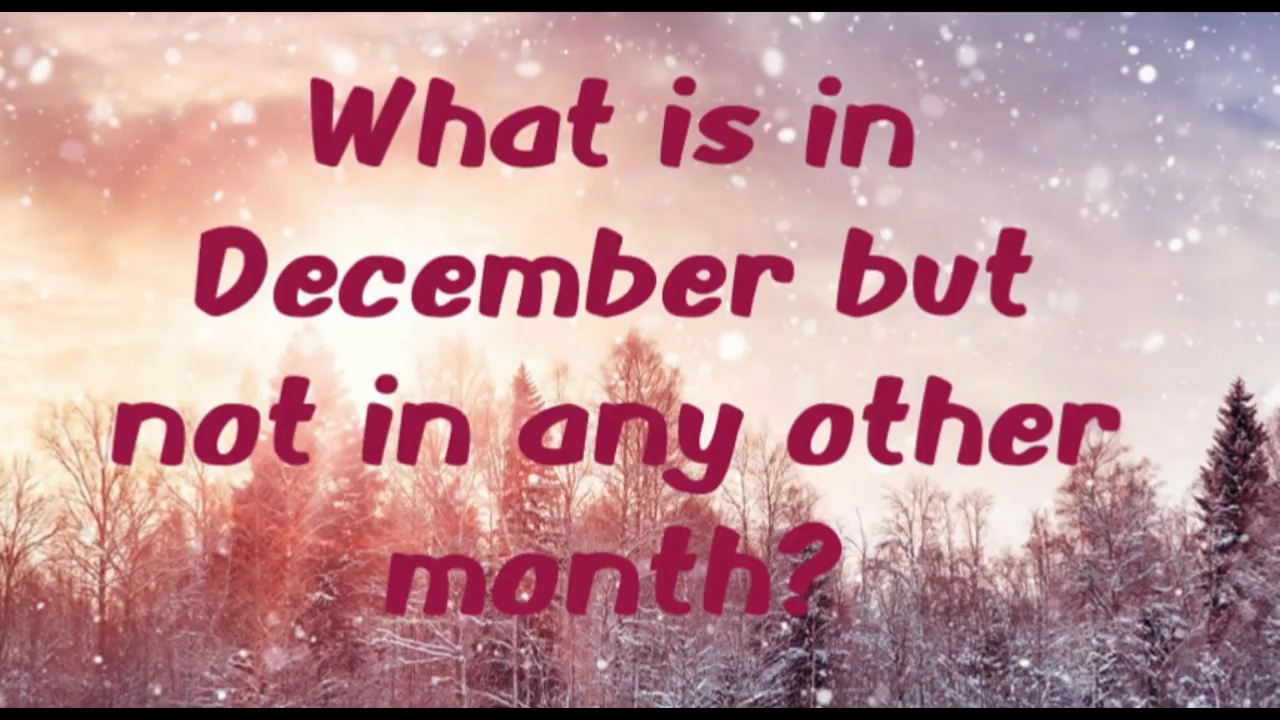 What is in
December but
not in any other
month?